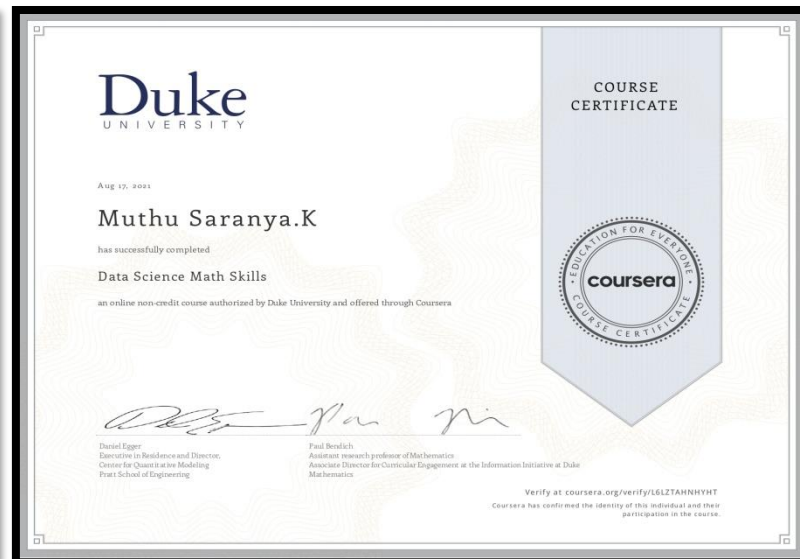 Duke
UNIVERSITY
COURSE
CERTIFICATE
Aug 17, 2021
Muthu Saranya.K
has successfully completed
Data Science Math Skills
an online non-credit course authorized by Duke University and offered through Coursera
EDUCATION FOR EVERYONE
coursera
COURSE CERTIFICATE
Daniel Egger
Executive in Residence and Director,
Center for Quantitative Modeling
Pratt School of Engineering
Paul Bendich
Assistant research professor of Mathematics
Associate Director for Curricular Engagement at the Information Initiative at Duke
Mathematics
Verify at coursera.org/verify/L6LZTAHNHYHT
Coursera has confirmed the identity of this individual and their
participation in the course.